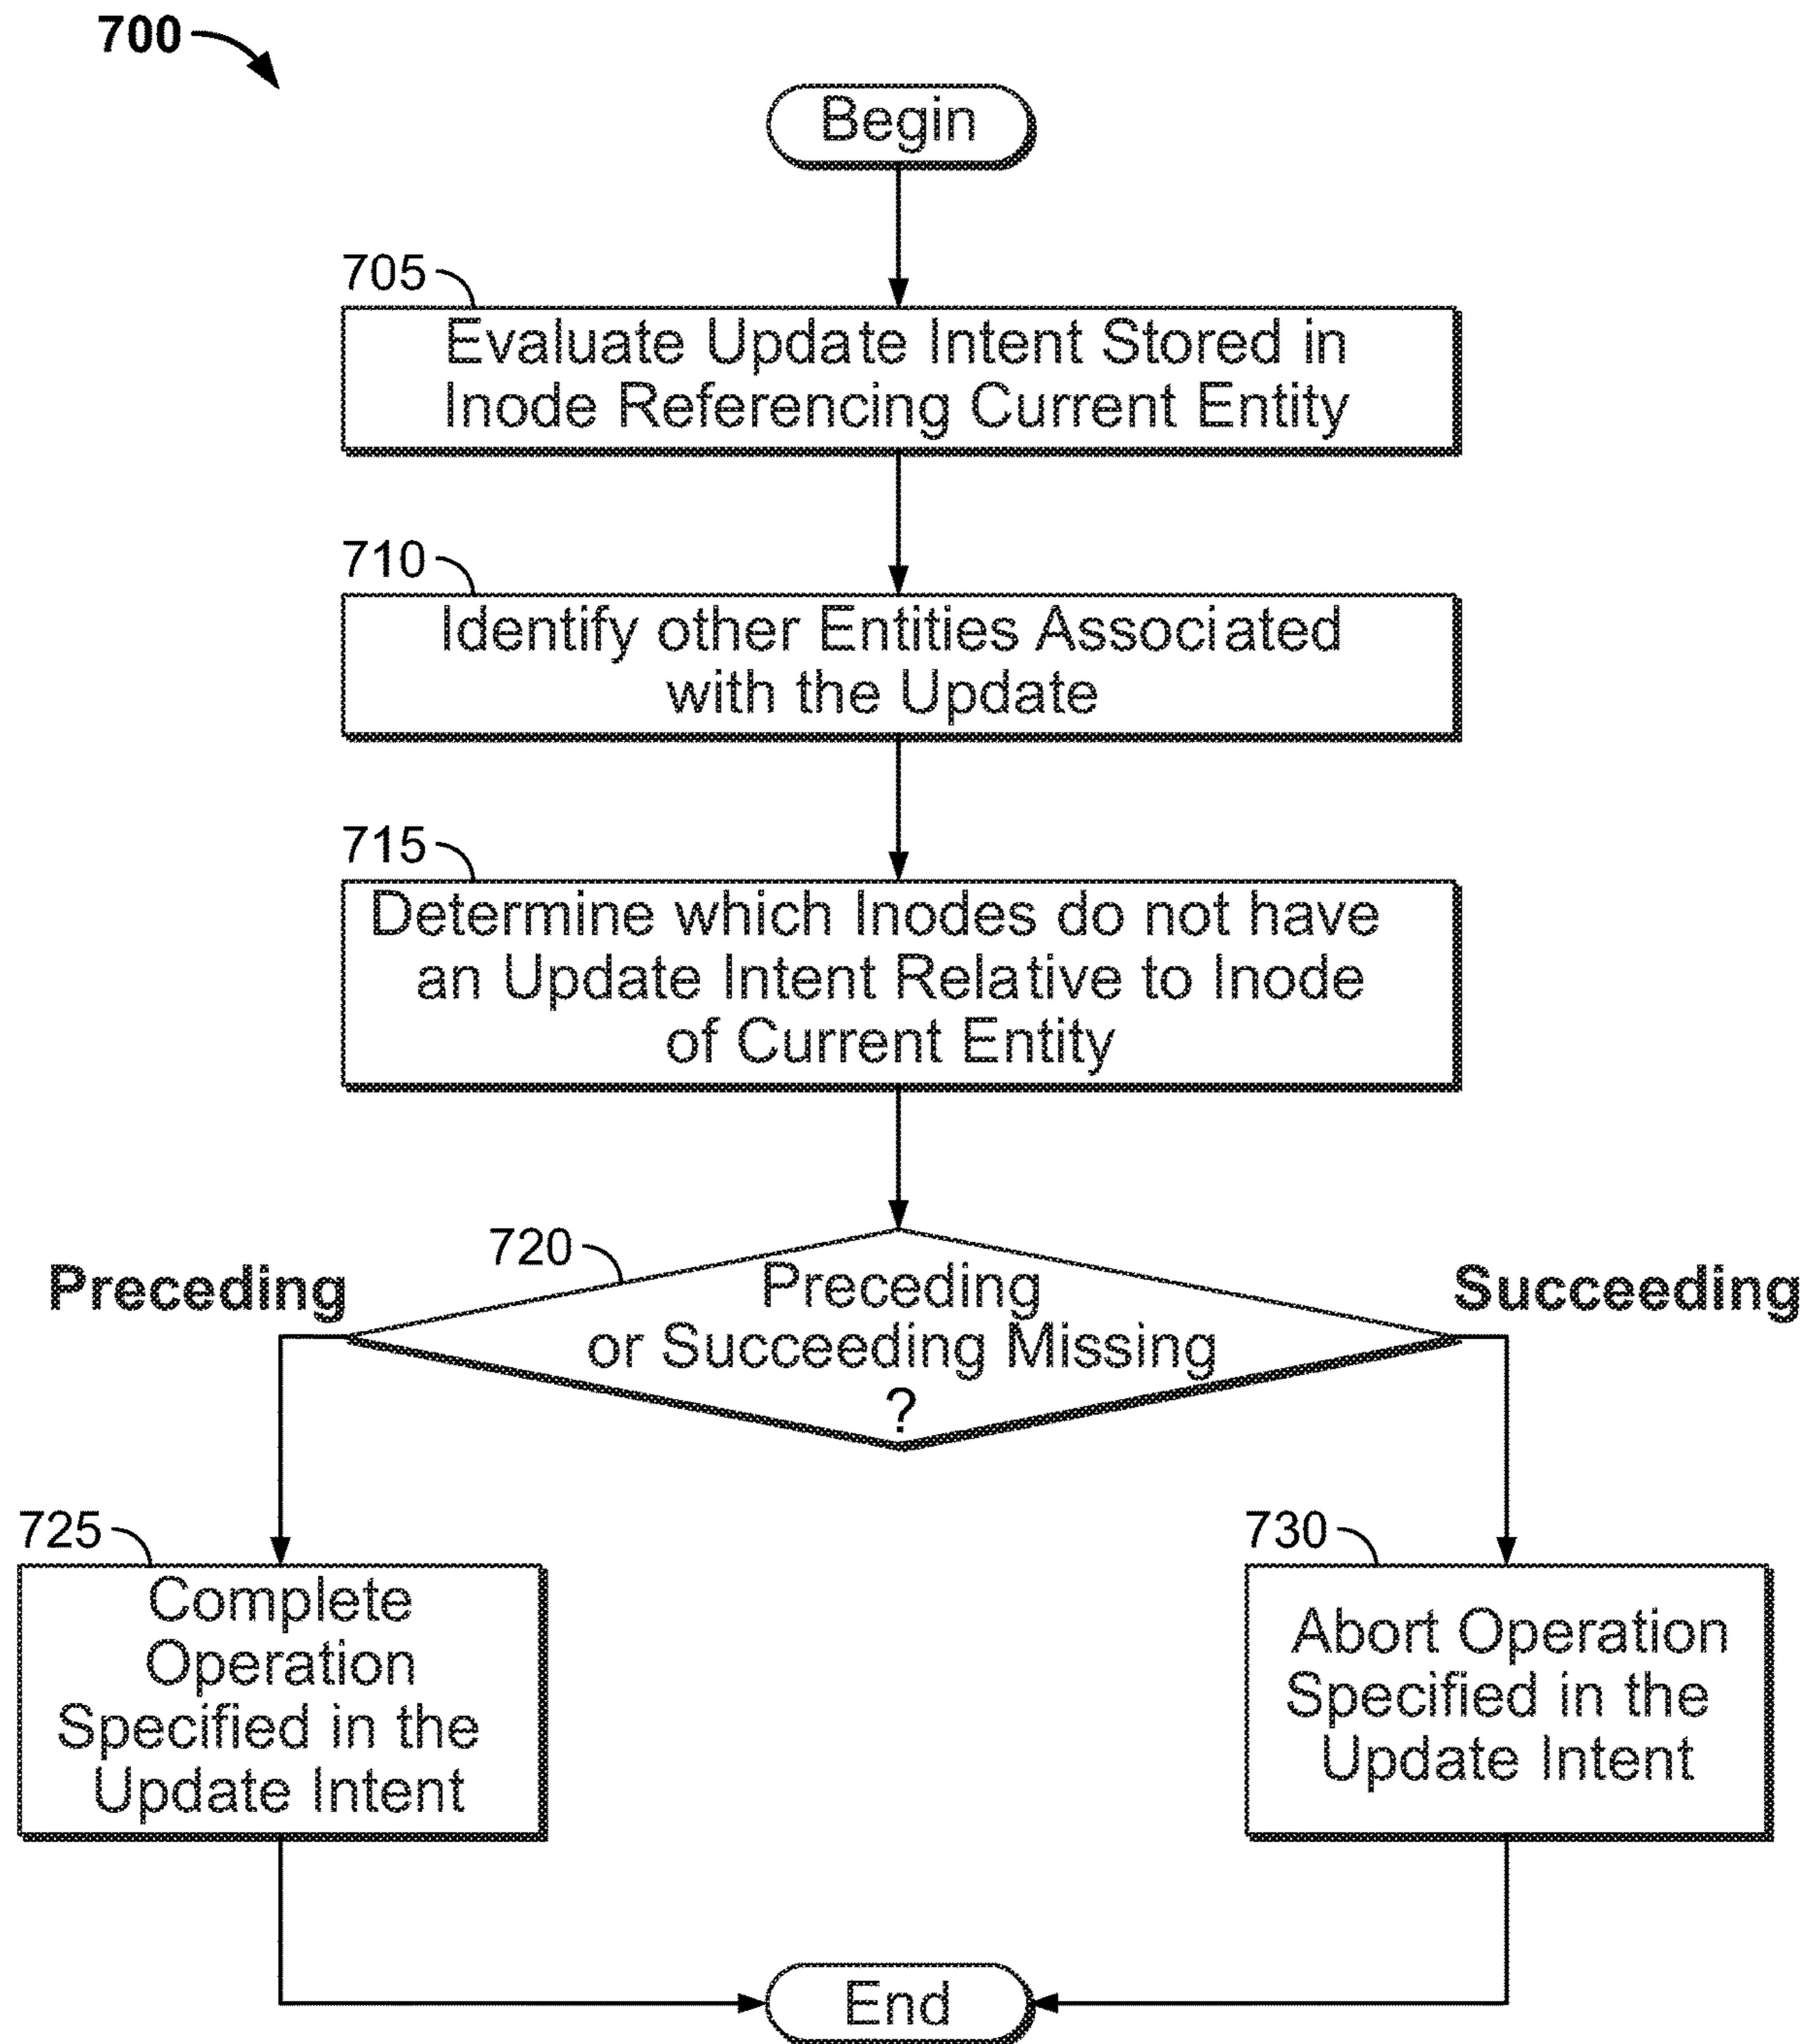 700
Begin
705
Evaluate Update Intent Stored in
Inode Referencing Current Entity
710
Identify other Entities Associated
with the Update
715
Determine which Inodes do not have
an Update Intent Relative to Inode
of Current Entity
720
Preceding
Preceding
or Succeeding Missing
?
Succeeding
725
Complete
Operation
Specified in the
Update Intent
730
Abort Operation
Specified in the
Update Intent
End